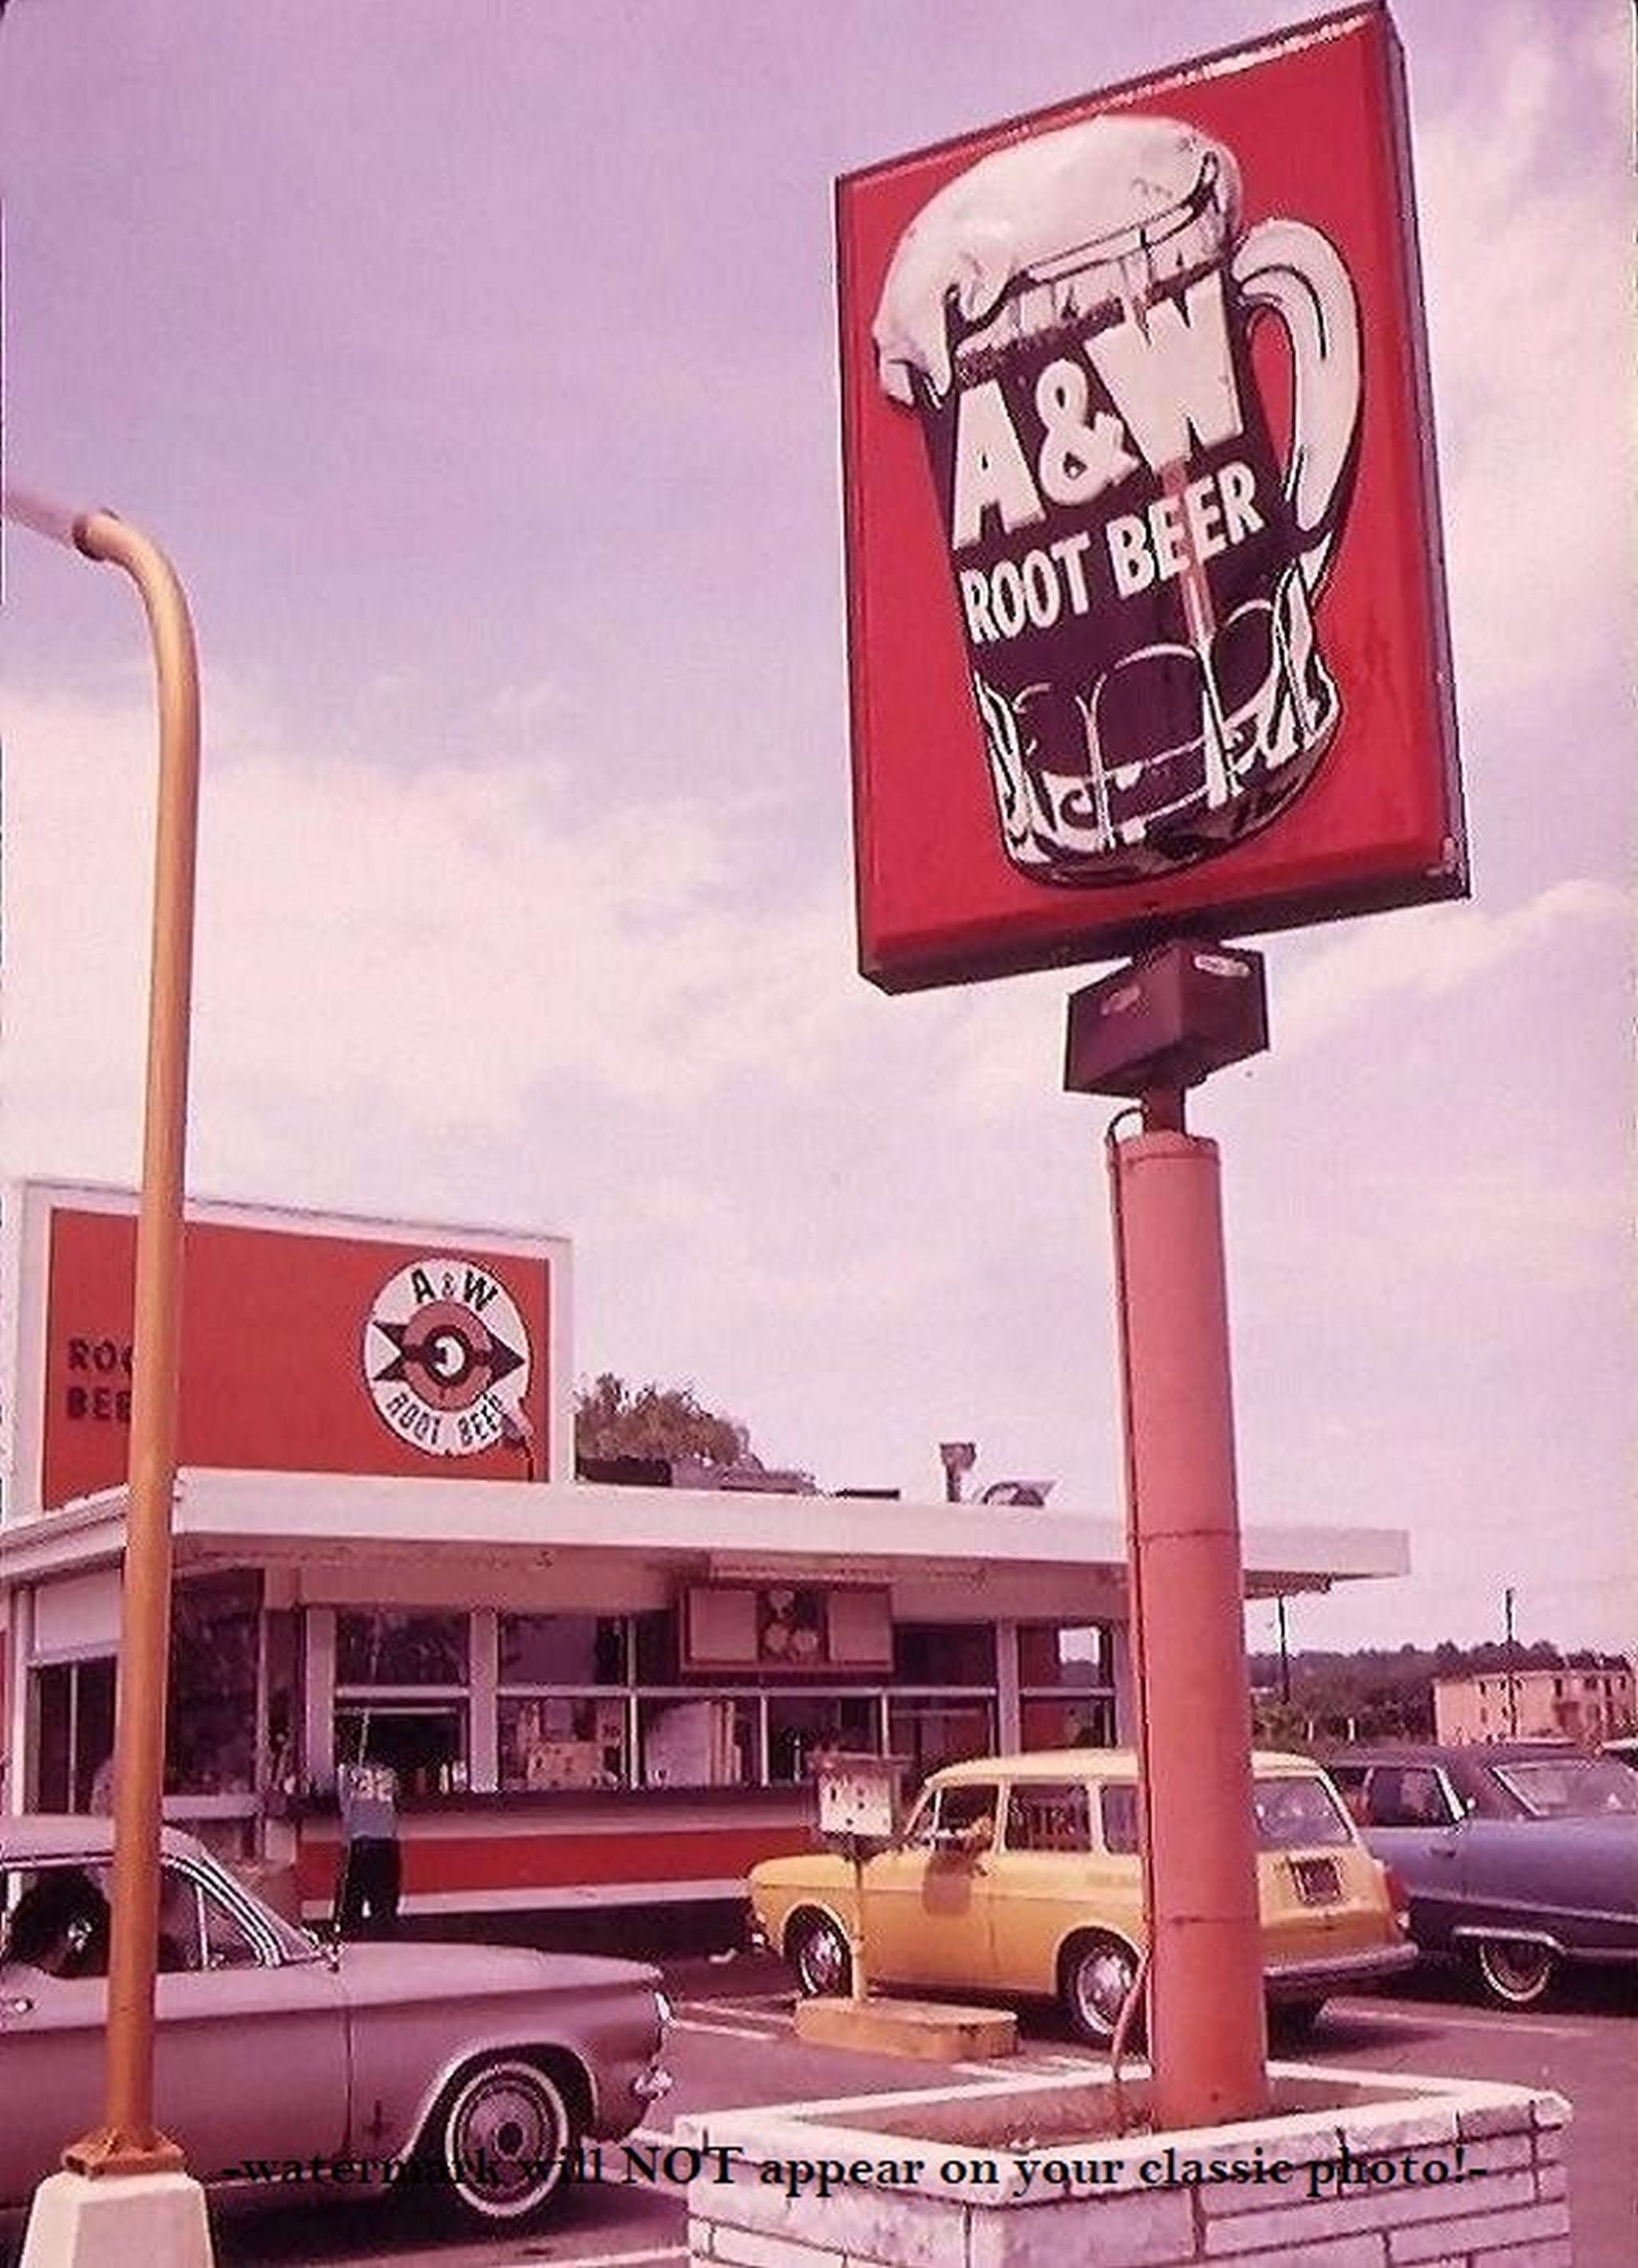 A&W
ROOT BEER
A&W
ROOT BEER
ROO
BEE
-watermark will NOT appear on your classic photo!-